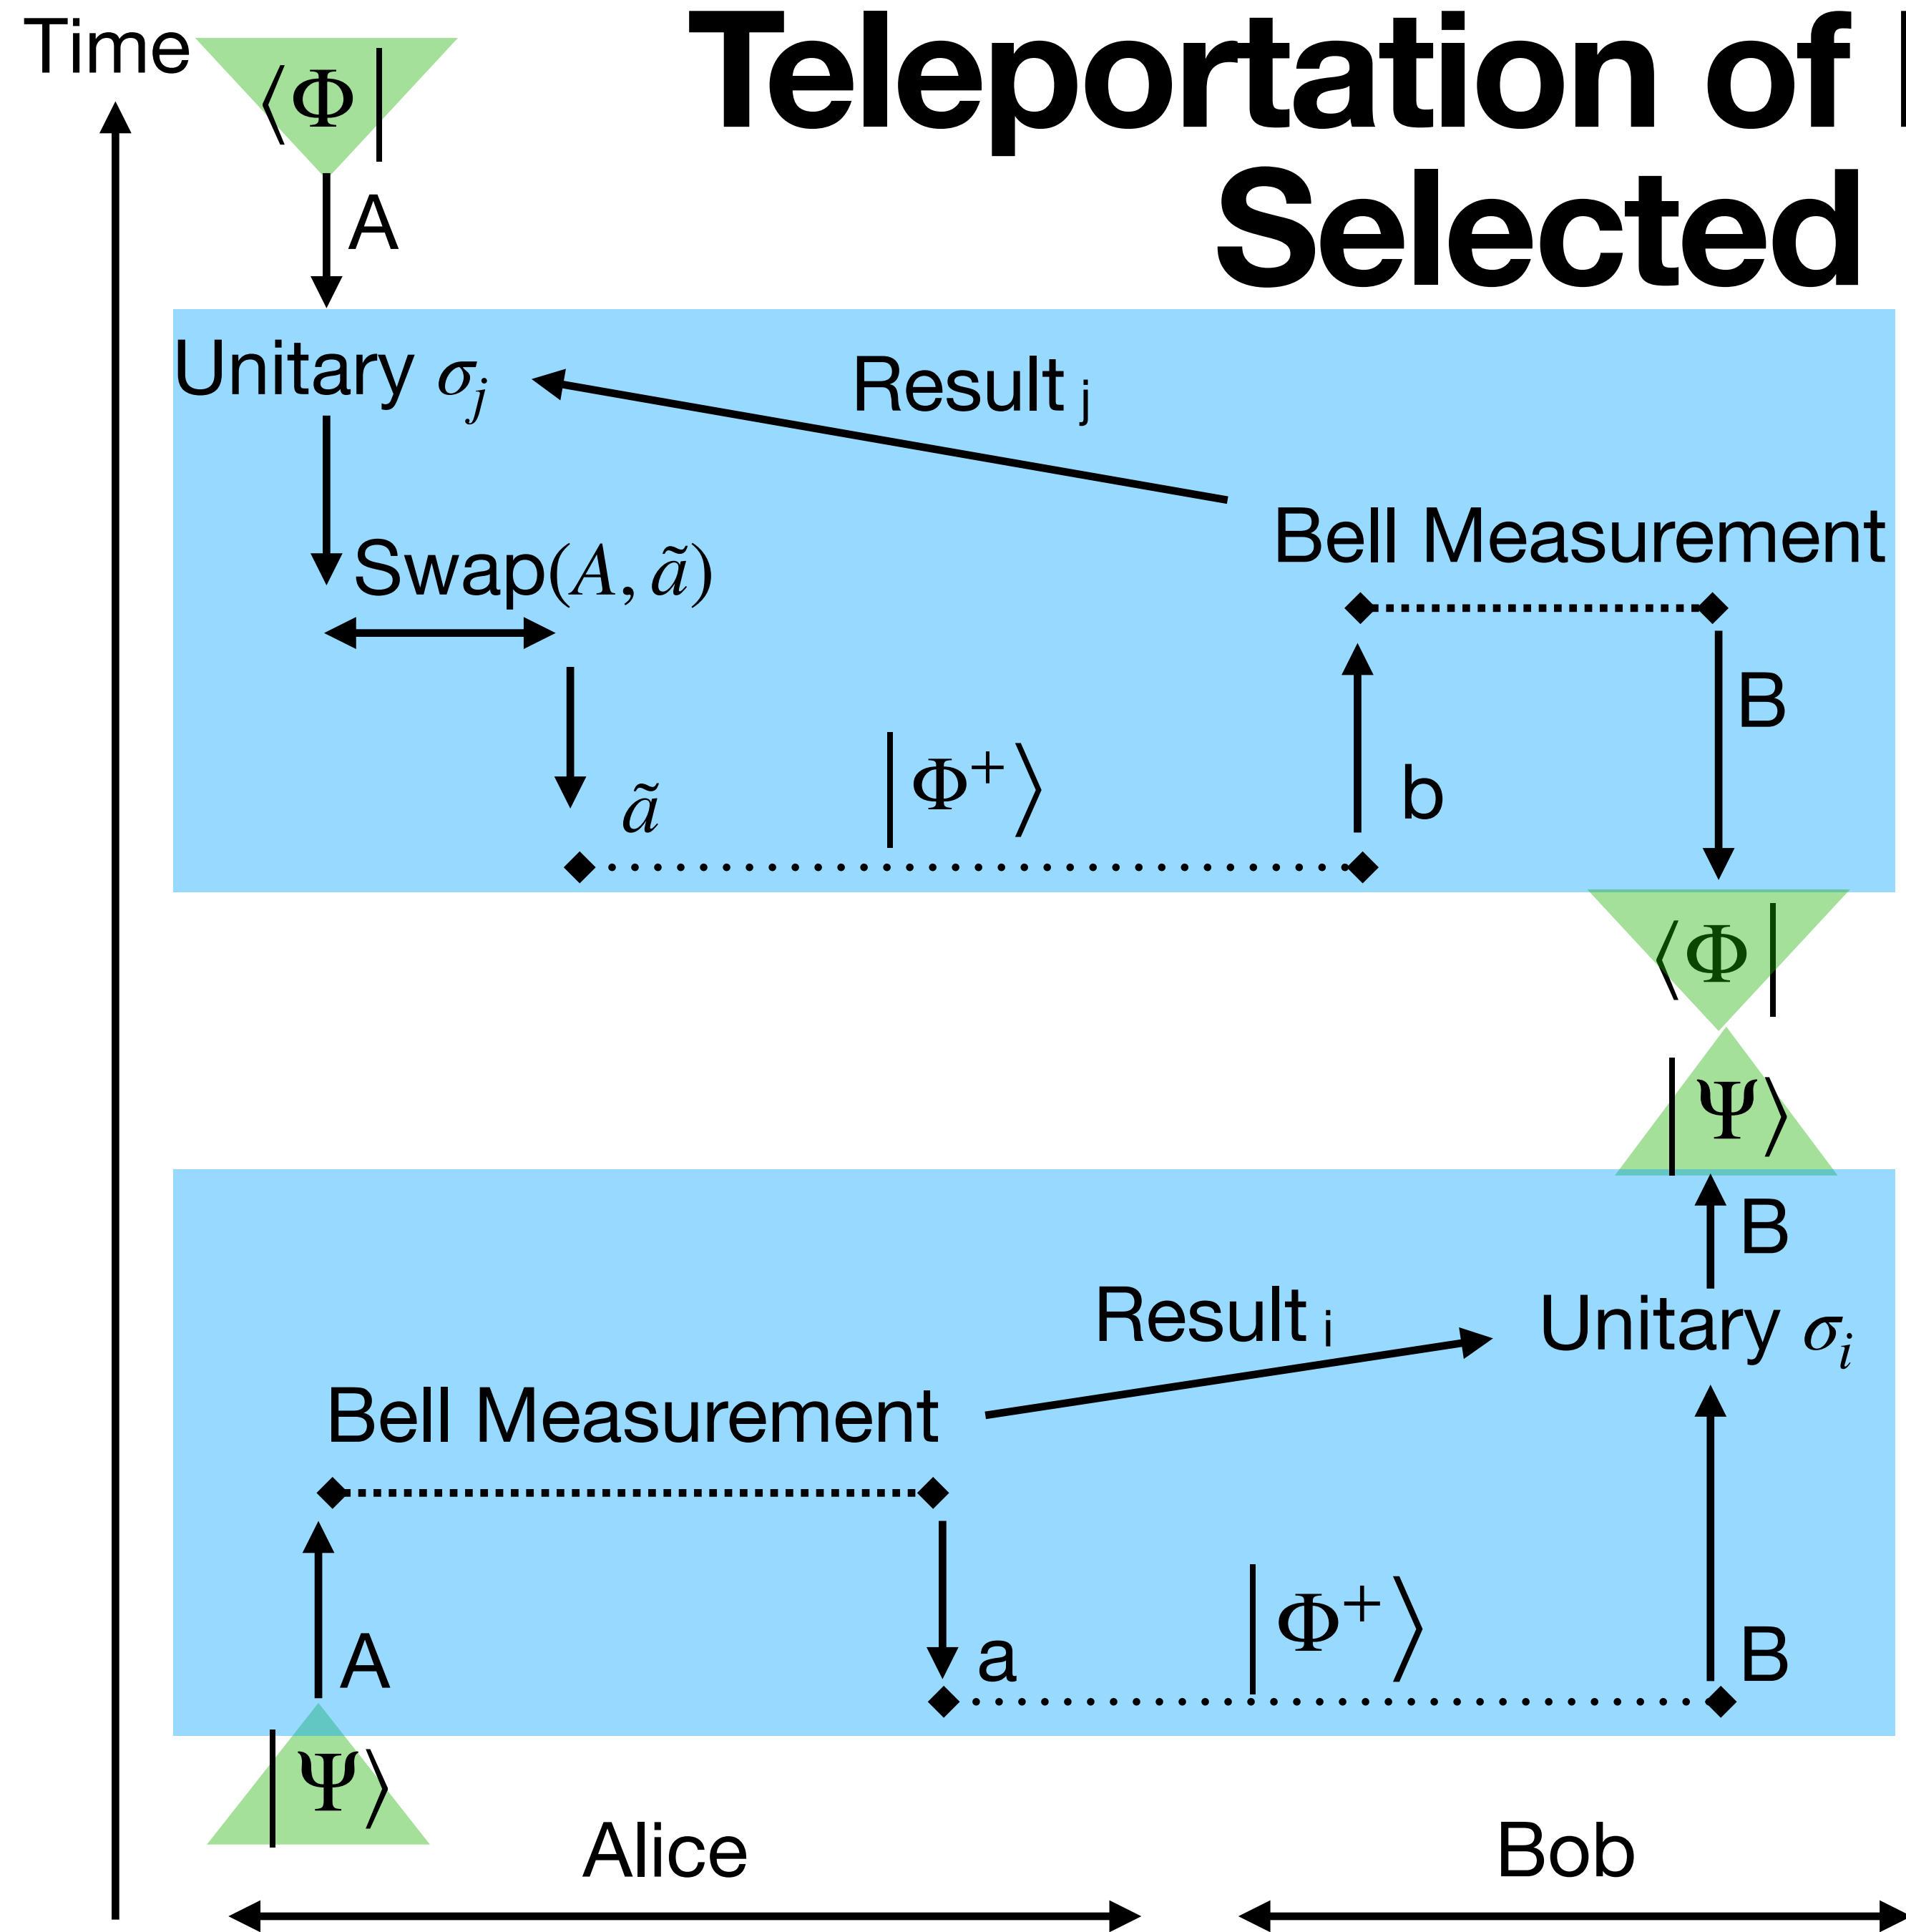 Time
Teleportation of
Selected
⟨Φ|
A
Unitary σⱼ
Result j
Bell Measurement
Swap(A, ã)
B
|Φ⁺⟩
b
ã
⟨Φ|
|Ψ⟩
B
Result i
Unitary σᵢ
Bell Measurement
|Φ⁺⟩
A
a
B
|Ψ⟩
Alice
Bob